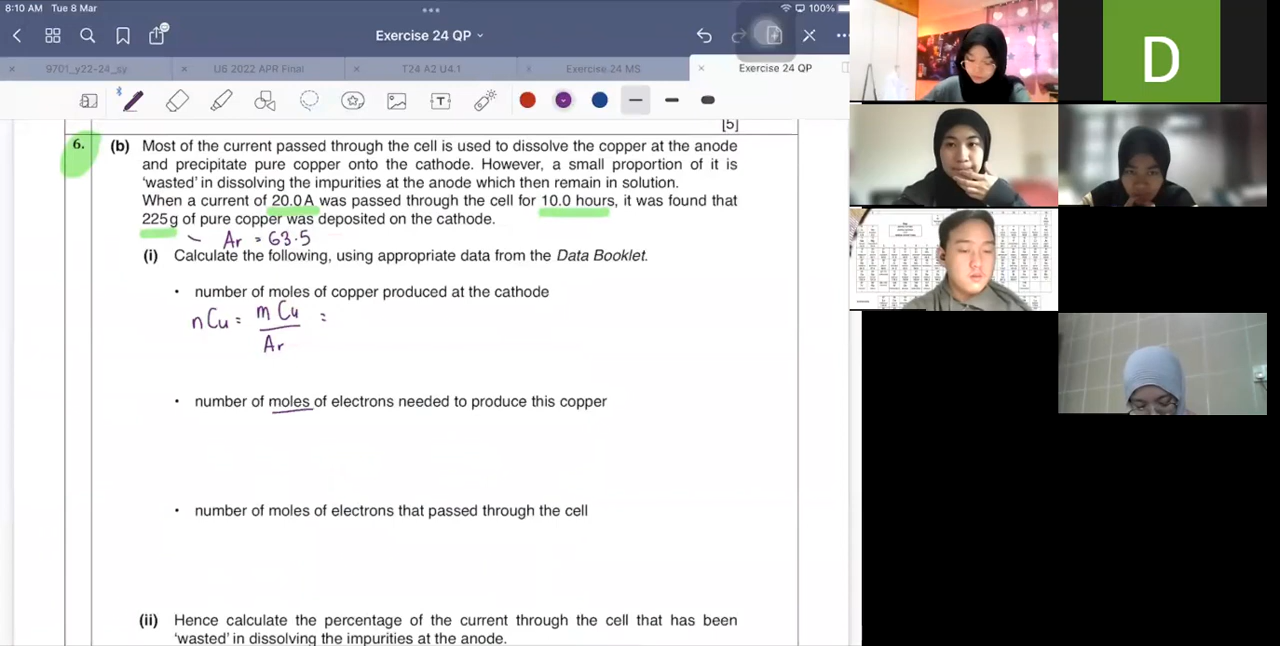 8:10 AM Tue 8 Mar
100%
Exercise 24 QP
9701_y22-24_sy
U6 2022 APR Final
T24 A2 U4.1
Exercise 24 MS
Exercise 24 QP
T
[5]
6. (b) Most of the current passed through the cell is used to dissolve the copper at the anode
and precipitate pure copper onto the cathode. However, a small proportion of it is
‘wasted’ in dissolving the impurities at the anode which then remain in solution.
When a current of 20.0A was passed through the cell for 10.0 hours, it was found that
225g of pure copper was deposited on the cathode.
Ar = 63.5
(i) Calculate the following, using appropriate data from the Data Booklet.
• number of moles of copper produced at the cathode
nCu = m Cu =
Ar
• number of moles of electrons needed to produce this copper
• number of moles of electrons that passed through the cell
(ii) Hence calculate the percentage of the current through the cell that has been
‘wasted’ in dissolving the impurities at the anode.
D